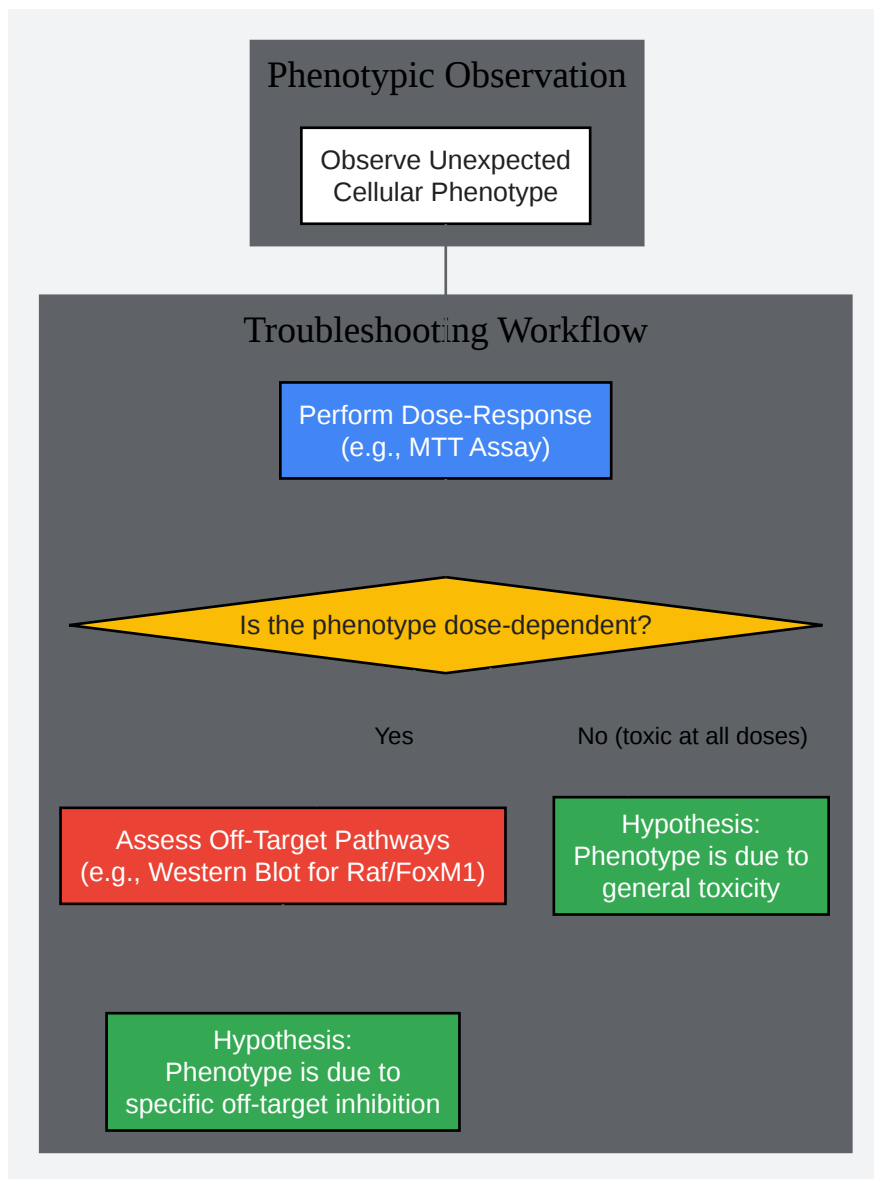 Phenotypic Observation
Observe Unexpected
Cellular Phenotype
Troubleshooting Workflow
Perform Dose-Response
(e.g., MTT Assay)
Is the phenotype dose-dependent?
Yes
No (toxic at all doses)
Assess Off-Target Pathways
(e.g., Western Blot for Raf/FoxM1)
Hypothesis:
Phenotype is due to
general toxicity
Hypothesis:
Phenotype is due to
specific off-target inhibition